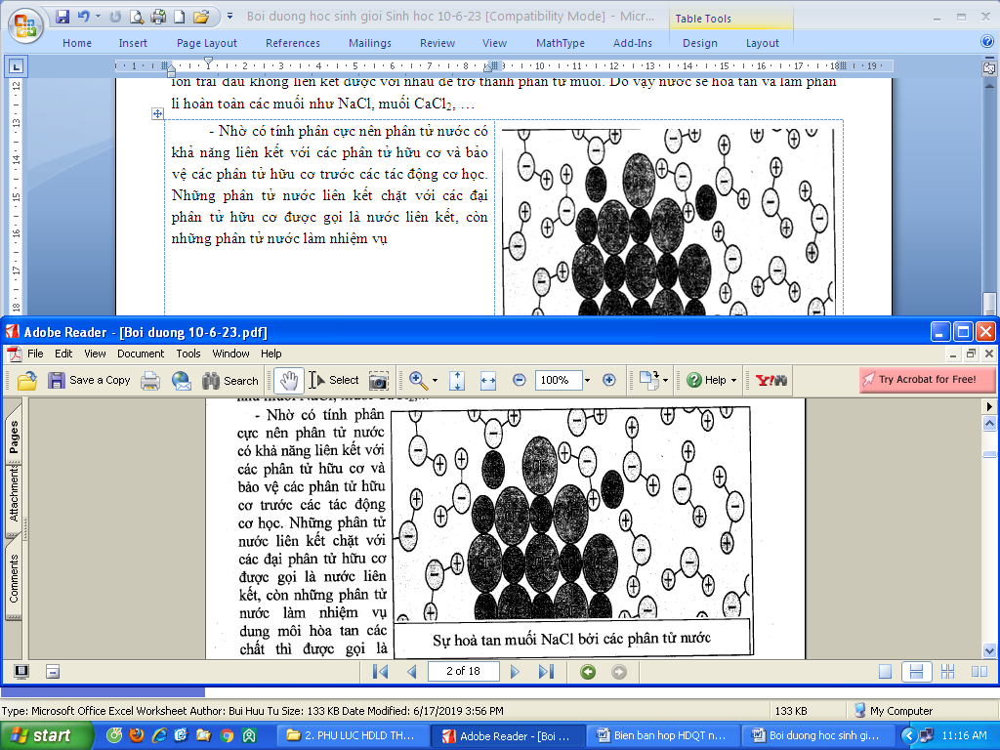 Boi duong hoc sinh gioi Sinh hoc 10-6-23 [Compatibility Mode] - Micr...
Table Tools
Home Insert Page Layout References Mailings Review View MathType Add-Ins Design Layout
ion trái dấu không liên kết được với nhau để trở thành phân tử muối. Do vậy nước sẽ hòa tan và làm phân
li hoàn toàn các muối như NaCl, muối CaCl2, …
- Nhờ có tính phân cực nên phân tử nước có
khả năng liên kết với các phân tử hữu cơ và bảo
vệ các phân tử hữu cơ trước các tác động cơ học.
Những phân tử nước liên kết chặt với các đại
phân tử hữu cơ được gọi là nước liên kết, còn
những phân tử nước làm nhiệm vụ
Adobe Reader - [Boi duong 10-6-23.pdf]
File Edit View Document Tools Window Help
Save a Copy Search Select 100% Help Y! Try Acrobat for Free!
Pages
Attachments
Comments
như muối NaCl, muối CaCl2,...
- Nhờ có tính phân
cực nên phân tử nước
có khả năng liên kết với
các phân tử hữu cơ và
bảo vệ các phân tử hữu
cơ trước các tác động
cơ học. Những phân tử
nước liên kết chặt với
các đại phân tử hữu cơ
được gọi là nước liên
kết, còn những phân tử
nước làm nhiệm vụ
dung môi hòa tan các
chất thì được gọi là
Sự hoà tan muối NaCl bởi các phân tử nước
2 of 18
Type: Microsoft Office Excel Worksheet Author: Bui Huu Tu Size: 133 KB Date Modified: 6/17/2019 3:56 PM 133 KB My Computer
start 2. PHU LUC HDLD TH... Adobe Reader - [Boi ... Bien ban hop HDQT n... Boi duong hoc sinh gi... 11:16 AM